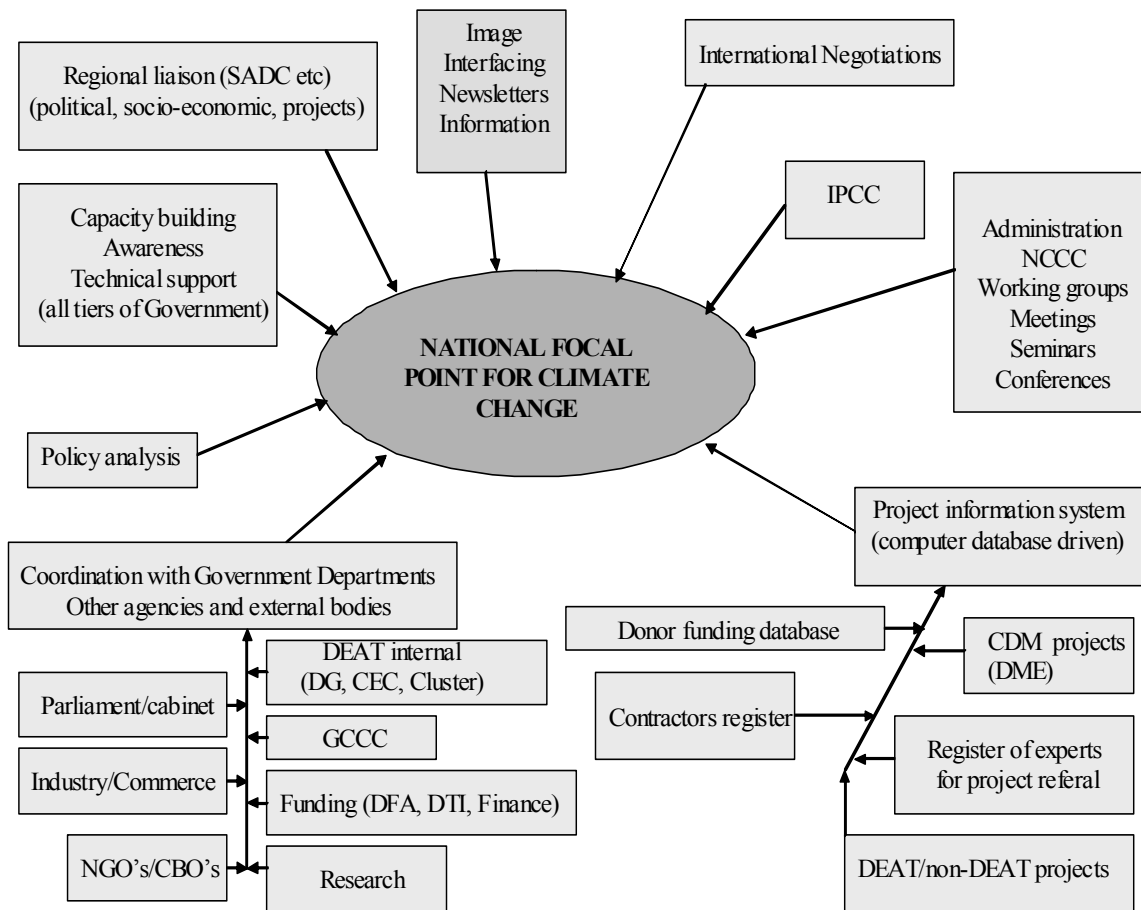 Image
Interfacing
Newsletters
Information
International Negotiations
Regional liaison (SADC etc)
(political, socio-economic, projects)
IPCC
Administration
NCCC
Working groups
Meetings
Seminars
Conferences
Capacity building
Awareness
Technical support
(all tiers of Government)
NATIONAL FOCAL
POINT FOR CLIMATE
CHANGE
Policy analysis
Project information system
(computer database driven)
Coordination with Government Departments
Other agencies and external bodies
Donor funding database
CDM projects
(DME)
DEAT internal
(DG, CEC, Cluster)
Parliament/cabinet
Contractors register
GCCC
Register of experts
for project referal
Industry/Commerce
Funding (DFA, DTI, Finance)
NGO’s/CBO’s
Research
DEAT/non-DEAT projects